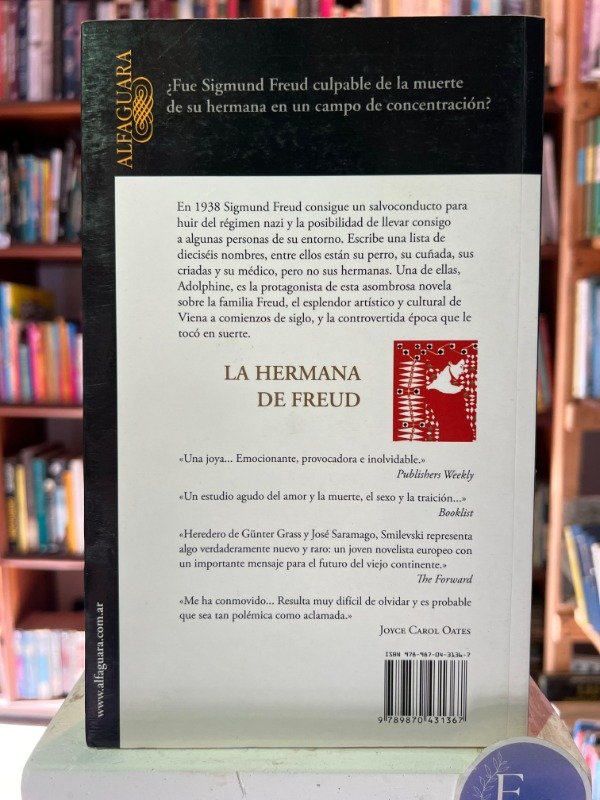 ALFAGUARA
¿Fue Sigmund Freud culpable de la muerte
de su hermana en un campo de concentración?
En 1938 Sigmund Freud consigue un salvoconducto para
huir del régimen nazi y la posibilidad de llevar consigo
a algunas personas de su entorno. Escribe una lista de
dieciséis nombres, entre ellos están su perro, su cuñada, sus
criadas y su médico, pero no sus hermanas. Una de ellas,
Adolphine, es la protagonista de esta asombrosa novela
sobre la familia Freud, el esplendor artístico y cultural de
Viena a comienzos de siglo, y la controvertida época que le
tocó en suerte.
LA HERMANA
DE FREUD
«Una joya... Emocionante, provocadora e inolvidable.»
Publishers Weekly
«Un estudio agudo del amor y la muerte, el sexo y la traición...»
Booklist
«Heredero de Günter Grass y José Saramago, Smilevski representa
algo verdaderamente nuevo y raro: un joven novelista europeo con
un importante mensaje para el futuro del viejo continente.»
The Forward
«Me ha conmovido... Resulta muy difícil de olvidar y es probable
que sea tan polémica como aclamada.»
JOYCE CAROL OATES
www.alfaguara.com.ar
ISBN 978-987-04-3136-7
9 789870 431367
E